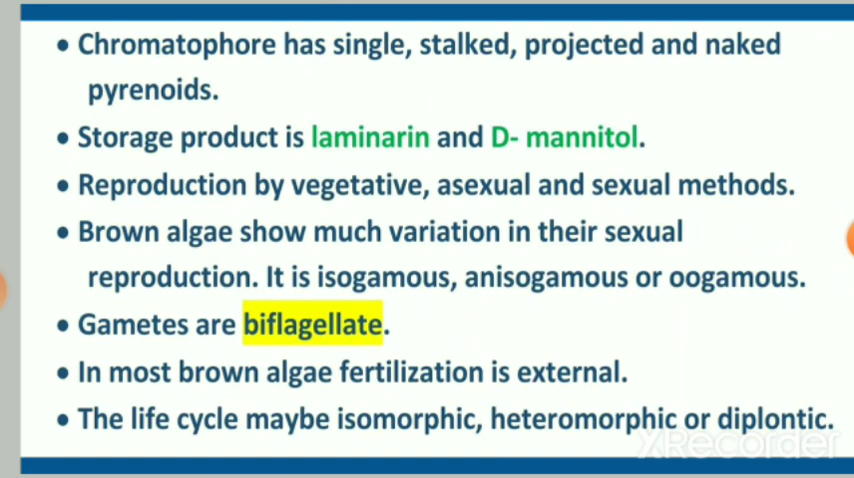 • Chromatophore has single, stalked, projected and naked
pyrenoids.
• Storage product is laminarin and D- mannitol.
• Reproduction by vegetative, asexual and sexual methods.
• Brown algae show much variation in their sexual
reproduction. It is isogamous, anisogamous or oogamous.
• Gametes are biflagellate.
• In most brown algae fertilization is external.
• The life cycle maybe isomorphic, heteromorphic or diplontic.
XRecorder